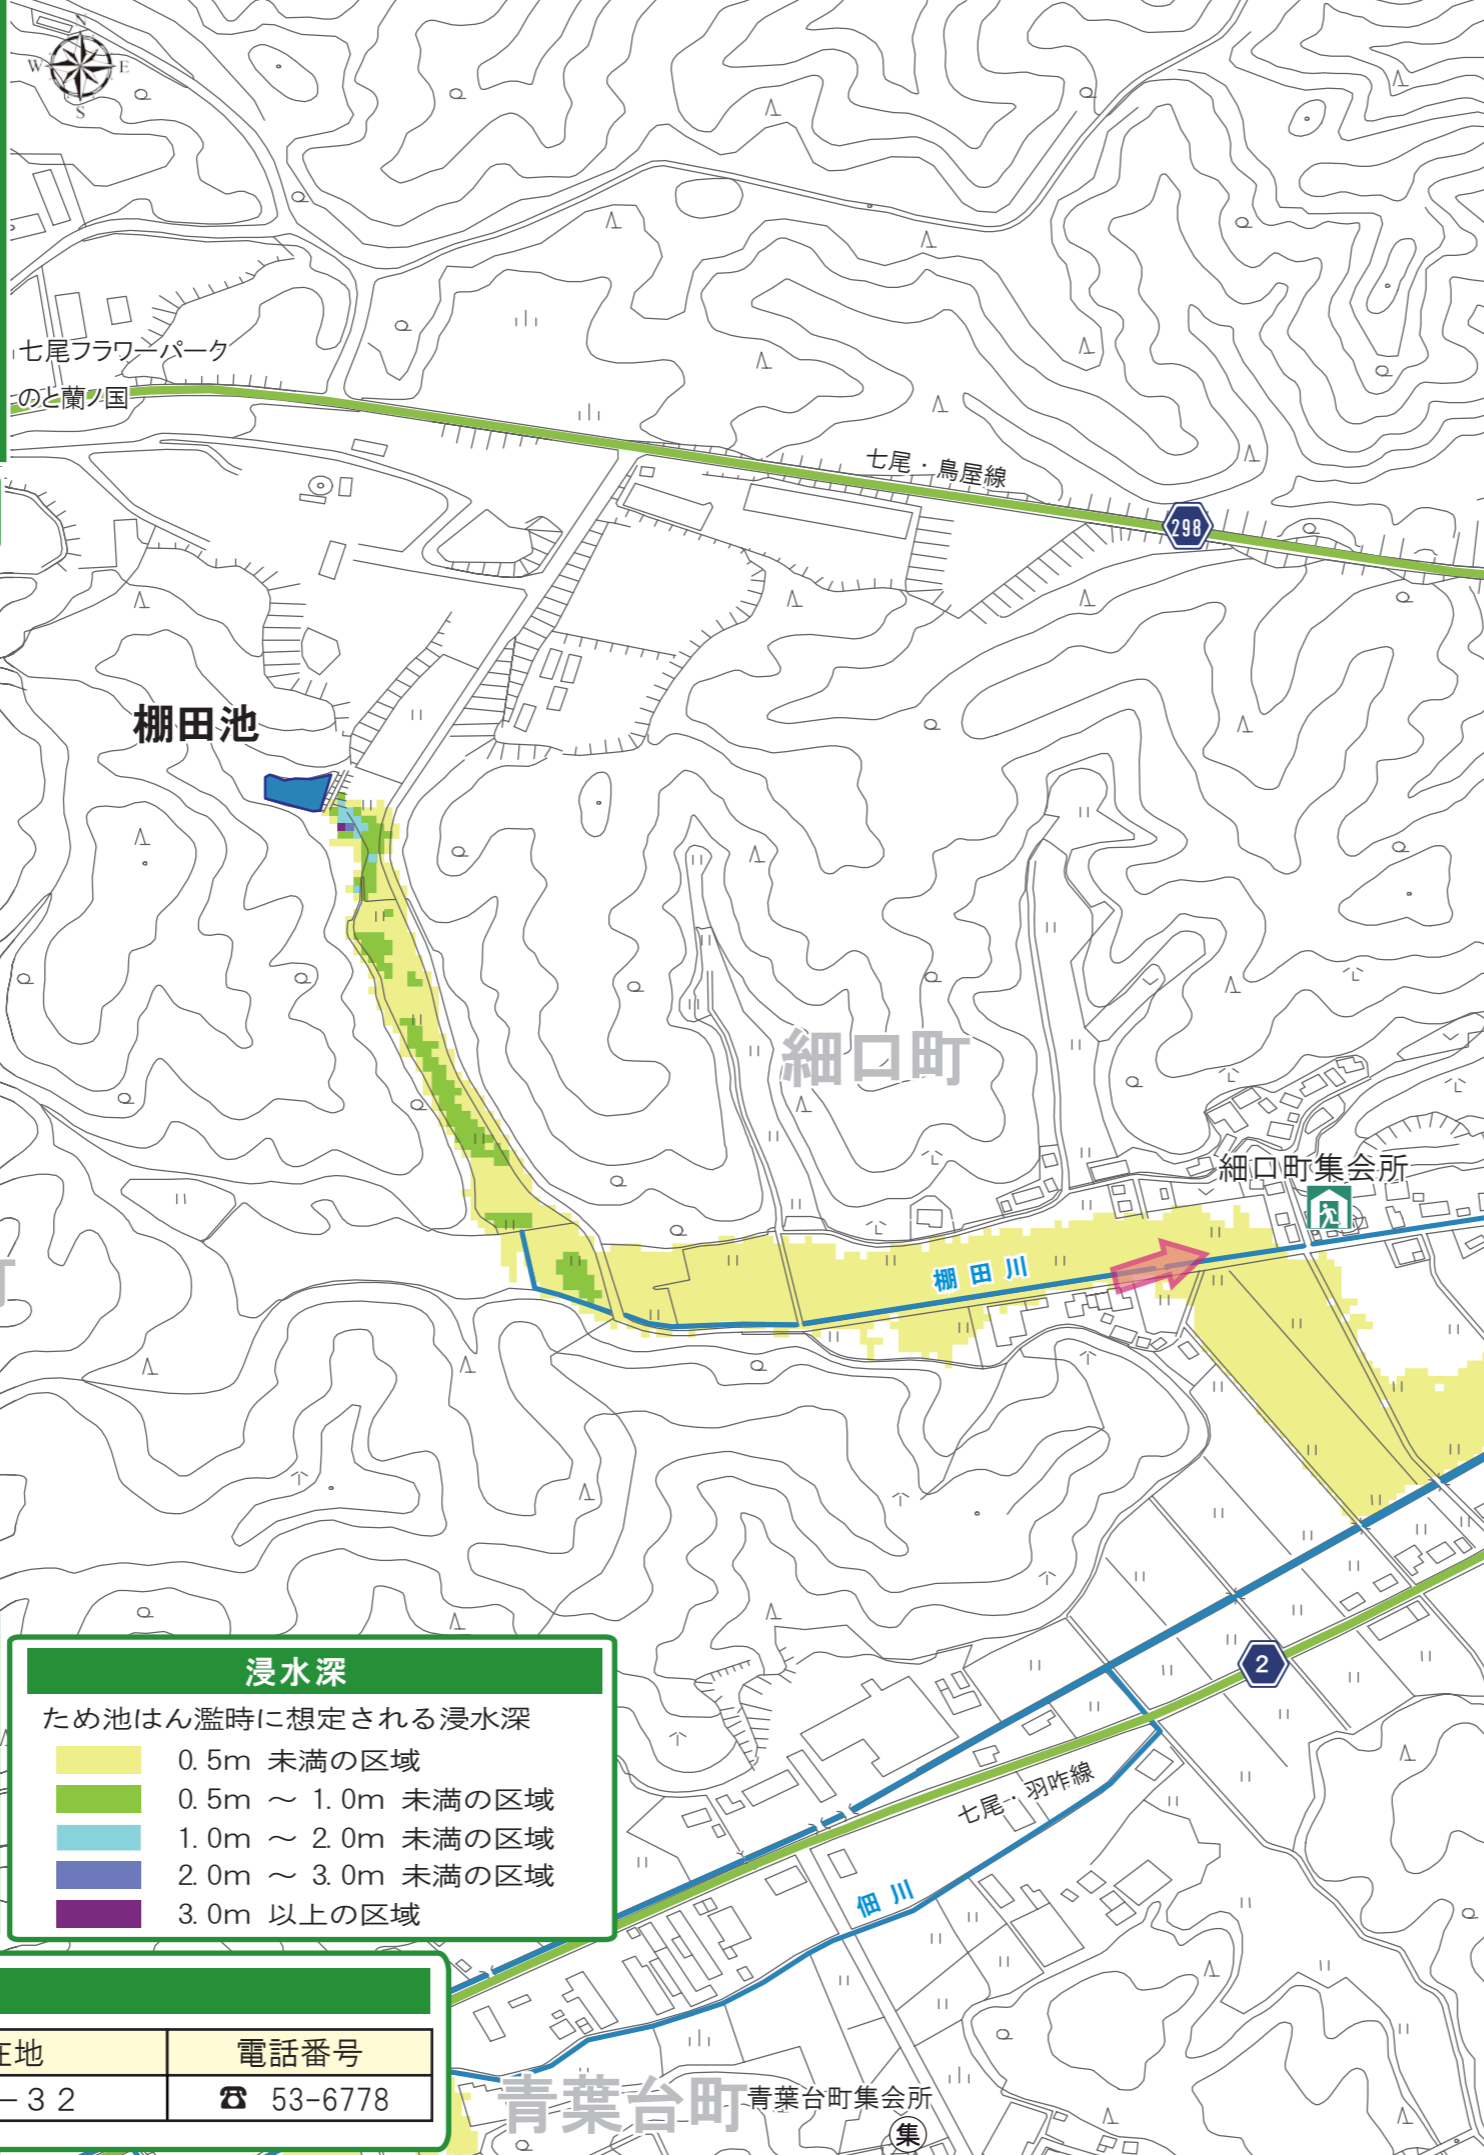 N
W E
S
七尾フラワーパーク
のと蘭ノ国
七尾・鳥屋線
298
棚田池
細口町
細口町集会所
棚田川
町
2
七尾・羽咋線
佃川
浸水深
ため池はん濫時に想定される浸水深
0.5m 未満の区域
0.5m ～ 1.0m 未満の区域
1.0m ～ 2.0m 未満の区域
2.0m ～ 3.0m 未満の区域
3.0m 以上の区域
在地 電話番号
－３２ ☎ 53-6778
青葉台町
青葉台町集会所
集